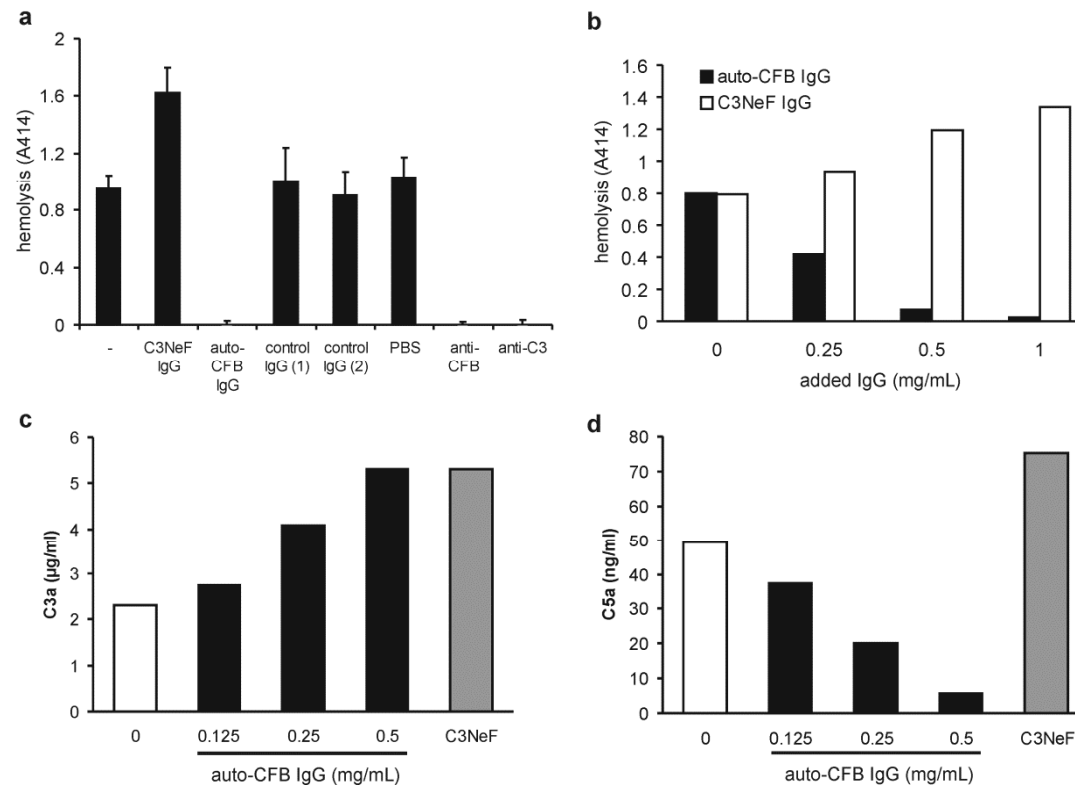 a
2
1.6
1.2
0.8
0.4
0
hemolysis (A414)
- C3NeF auto- control control PBS anti- anti-C3
IgG CFB IgG (1) IgG (2) CFB
IgG
b
1.6
1.4
1.2
1
0.8
0.6
0.4
0.2
0
hemolysis (A414)
auto-CFB IgG
C3NeF IgG
0 0.25 0.5 1
added IgG (mg/mL)
c
6
5
4
3
2
1
0
C3a (µg/ml)
0 0.125 0.25 0.5 C3NeF
auto-CFB IgG (mg/mL)
d
80
70
60
50
40
30
20
10
0
C5a (ng/ml)
0 0.125 0.25 0.5 C3NeF
auto-CFB IgG (mg/mL)